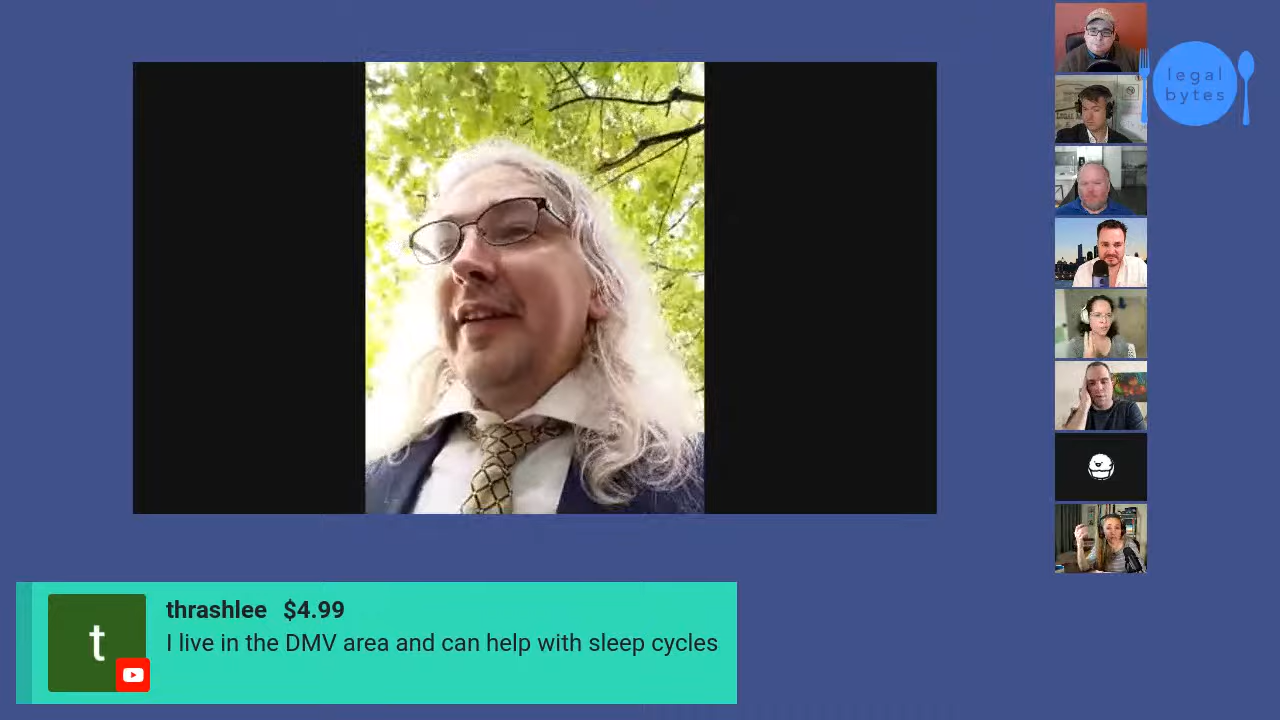 legal
bytes
thrashlee $4.99
I live in the DMV area and can help with sleep cycles
t